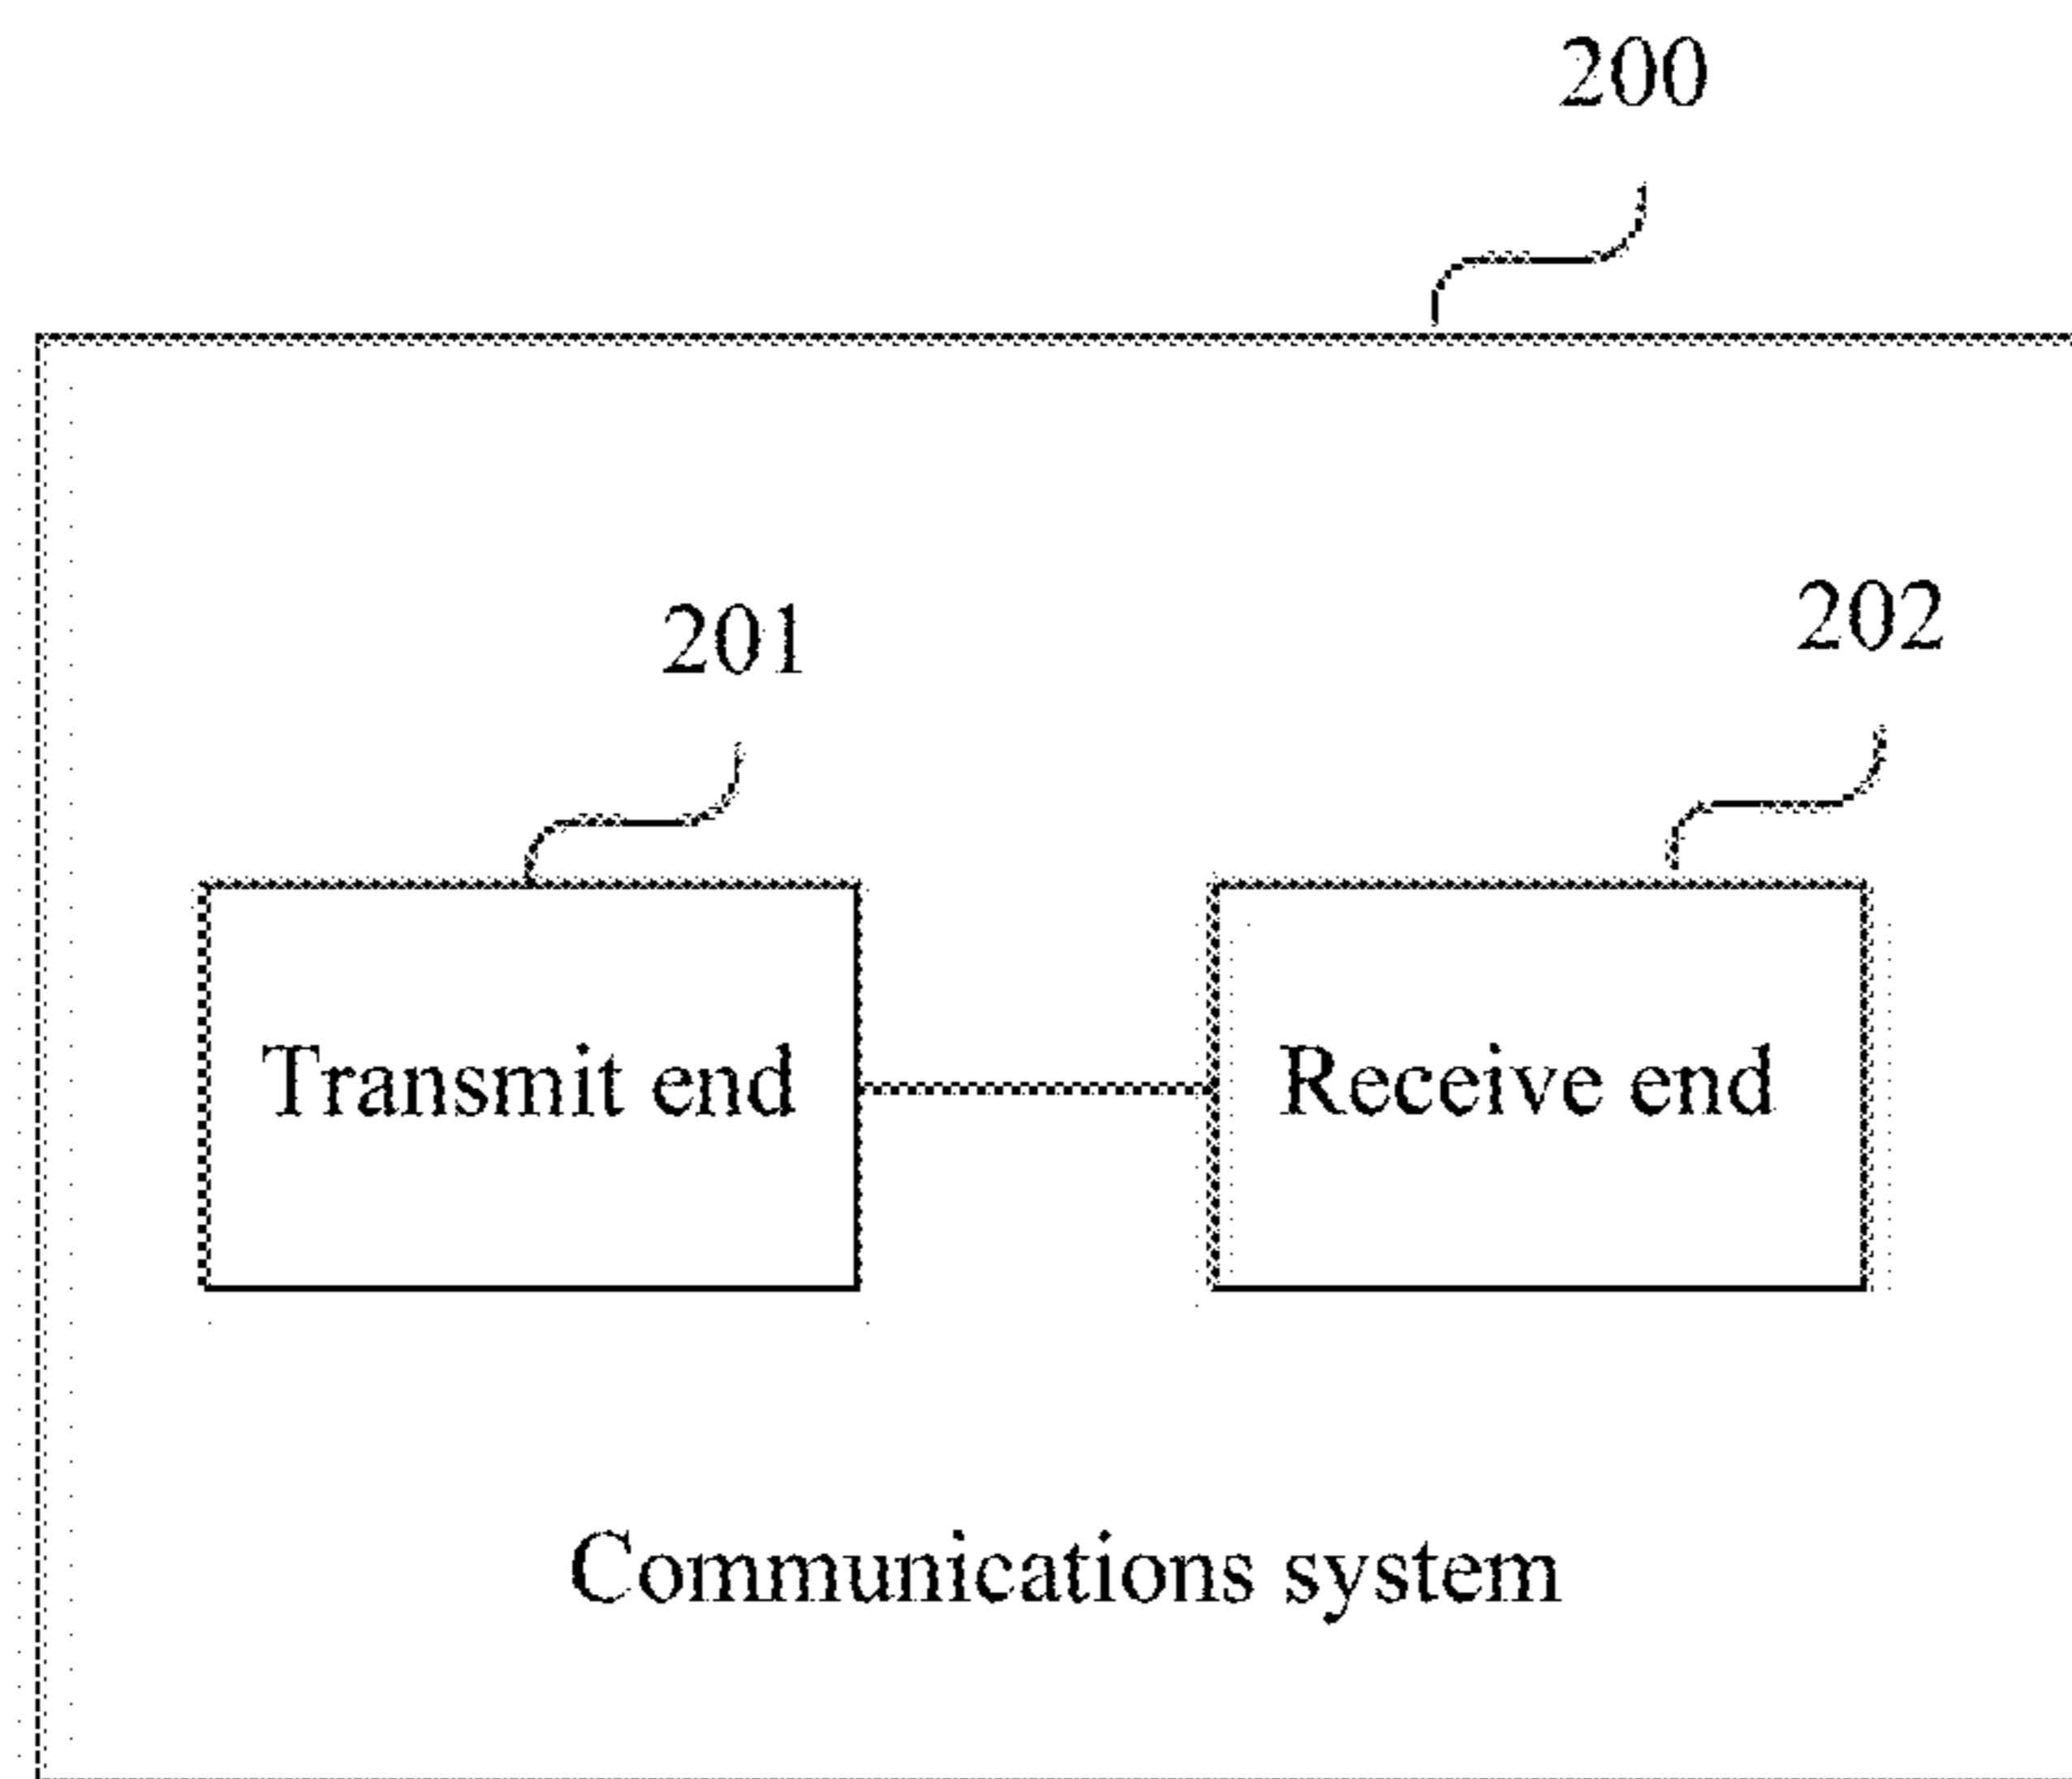 200
201
202
Transmit end
Receive end
Communications system